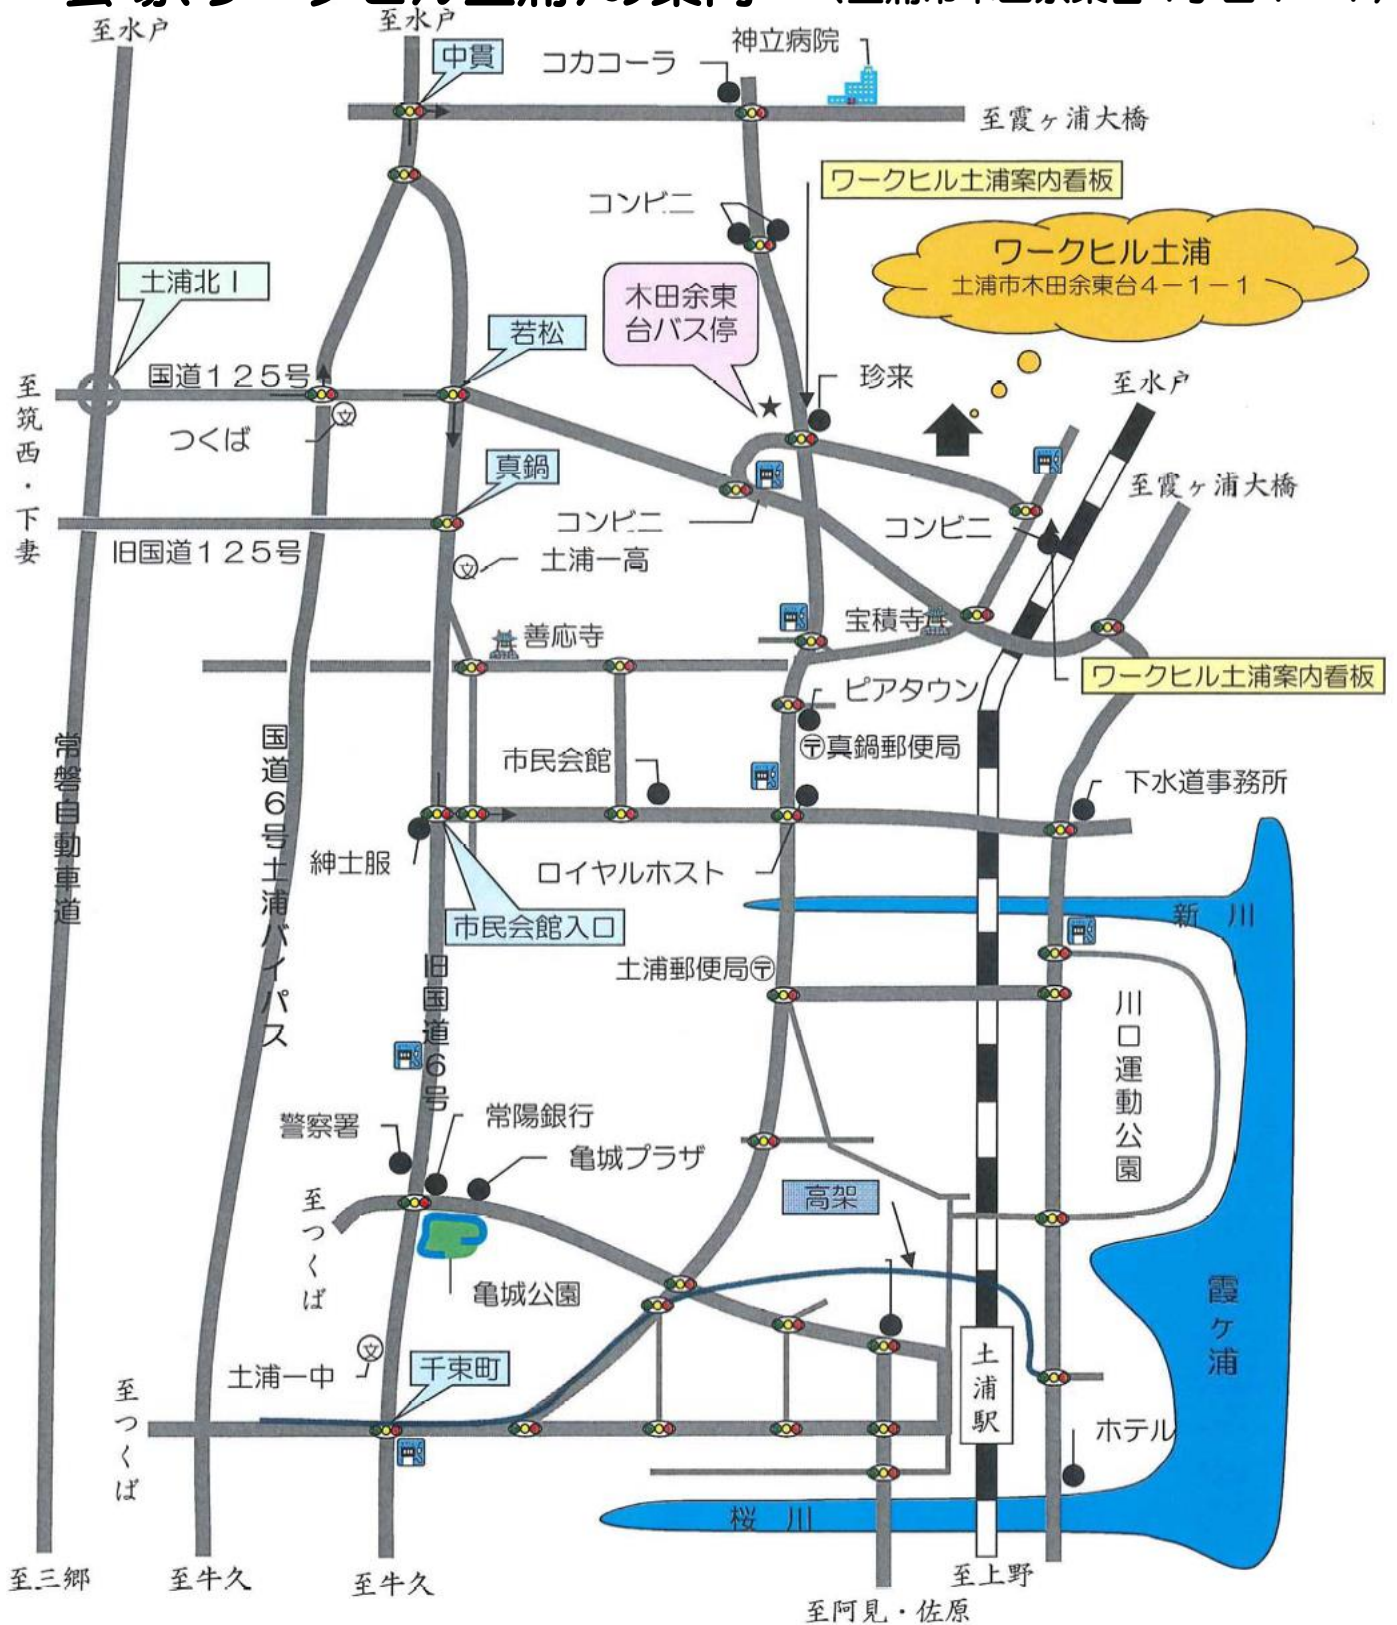 至水戸
至水戸
中貫
コカコーラ
神立病院
至霞ヶ浦大橋
ワークヒル土浦案内看板
コンビニ
ワークヒル土浦
土浦市木田余東台4-1-1
土浦北I
木田余東
台バス停
若松
国道125号
珍来
至水戸
至筑西・下妻
つくば
文
真鍋
至霞ヶ浦大橋
コンビニ
コンビニ
旧国道125号
文
土浦一高
善応寺
宝積寺
ワークヒル土浦案内看板
ピアタウン
〒真鍋郵便局
常磐自動車道
国道6号土浦バイパス
市民会館
下水道事務所
紳士服
ロイヤルホスト
市民会館入口
新川
土浦郵便局〒
旧国道6号
川口運動公園
警察署
常陽銀行
亀城プラザ
至つくば
高架
亀城公園
霞ヶ浦
土浦一中
文
千束町
土浦駅
至つくば
ホテル
桜川
至三郷
至牛久
至牛久
至上野
至阿見・佐原